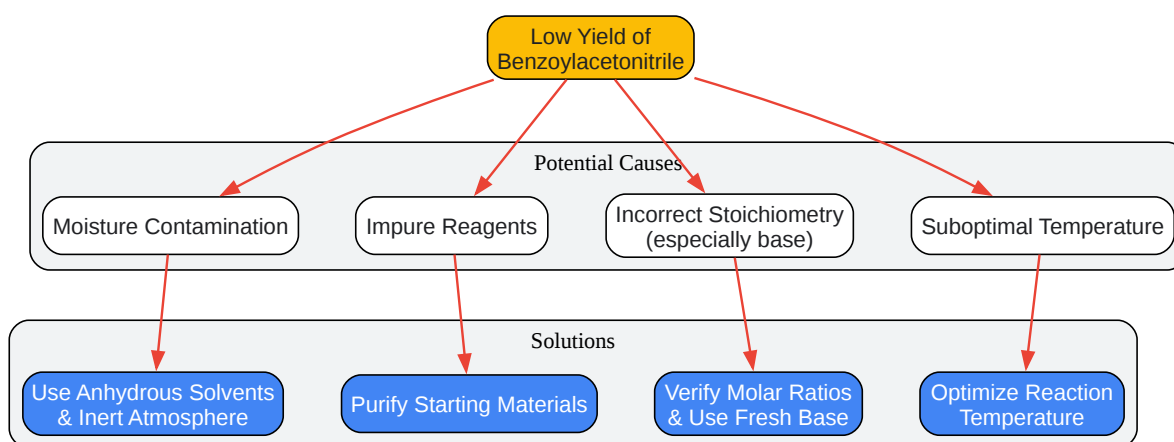 Low Yield of
Benzoylacetonitrile
Potential Causes
Moisture Contamination
Impure Reagents
Incorrect Stoichiometry
(especially base)
Suboptimal Temperature
Solutions
Use Anhydrous Solvents
& Inert Atmosphere
Purify Starting Materials
Verify Molar Ratios
& Use Fresh Base
Optimize Reaction
Temperature